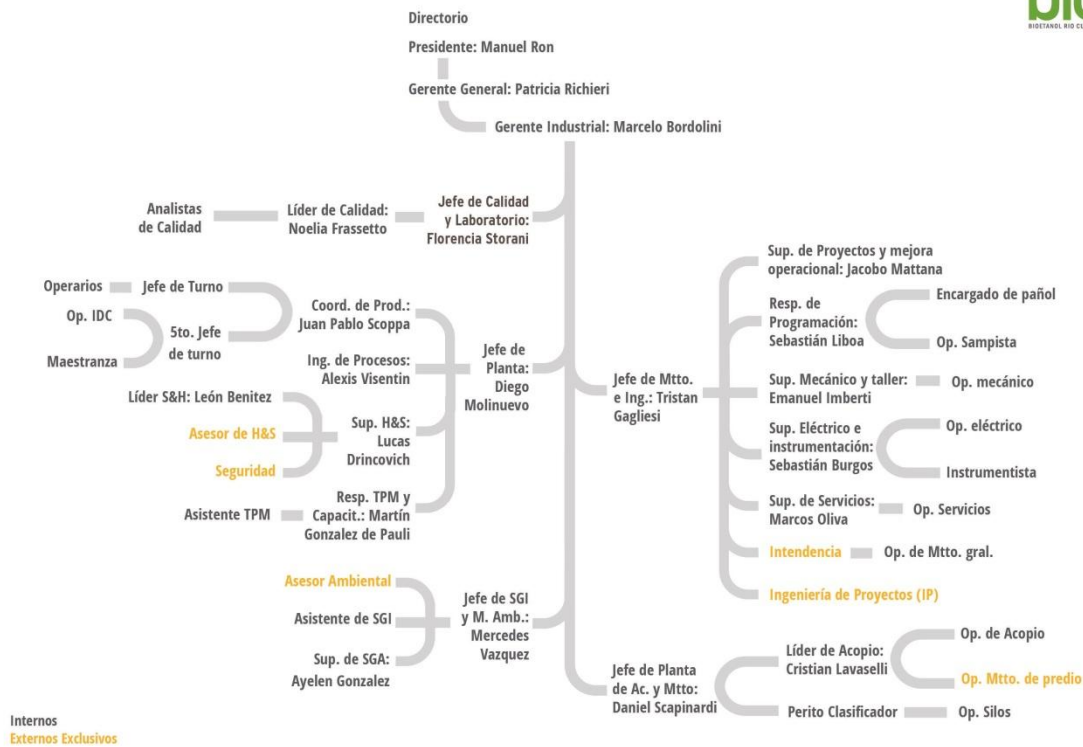 Directorio
Presidente: Manuel Ron
Gerente General: Patricia Richieri
Gerente Industrial: Marcelo Bordolini
Analistas
de Calidad
Líder de Calidad:
Noelia Frassetto
Jefe de Calidad
y Laboratorio:
Florencia Storani
Operarios
Jefe de Turno
Op. IDC
Maestranza
5to. Jefe
de turno
Coord. de Prod.:
Juan Pablo Scoppa
Ing. de Procesos:
Alexis Visentin
Líder S&H: León Benitez
Asesor de H&S
Seguridad
Sup. H&S:
Lucas
Drincovich
Asistente TPM
Resp. TPM y
Capacit.: Martín
Gonzalez de Pauli
Jefe de
Planta:
Diego
Molinuevo
Asesor Ambiental
Asistente de SGI
Sup. de SGA:
Ayelen Gonzalez
Jefe de SGI
y M. Amb.:
Mercedes
Vazquez
Jefe de Mtto.
e Ing.: Tristan
Gagliesi
Sup. de Proyectos y mejora
operacional: Jacobo Mattana
Resp. de
Programación:
Sebastián Liboa
Encargado de pañol
Op. Sampista
Sup. Mecánico y taller:
Emanuel Imberti
Op. mecánico
Sup. Eléctrico e
instrumentación:
Sebastián Burgos
Op. eléctrico
Instrumentista
Sup. de Servicios:
Marcos Oliva
Op. Servicios
Intendencia
Op. de Mtto. gral.
Ingeniería de Proyectos (IP)
Jefe de Planta
de Ac. y Mtto:
Daniel Scapinardi
Líder de Acopio:
Cristian Lavaselli
Op. de Acopio
Op. Mtto. de predio
Perito Clasificador
Op. Silos
Internos
Externos Exclusivos
BIOETANOL RIO